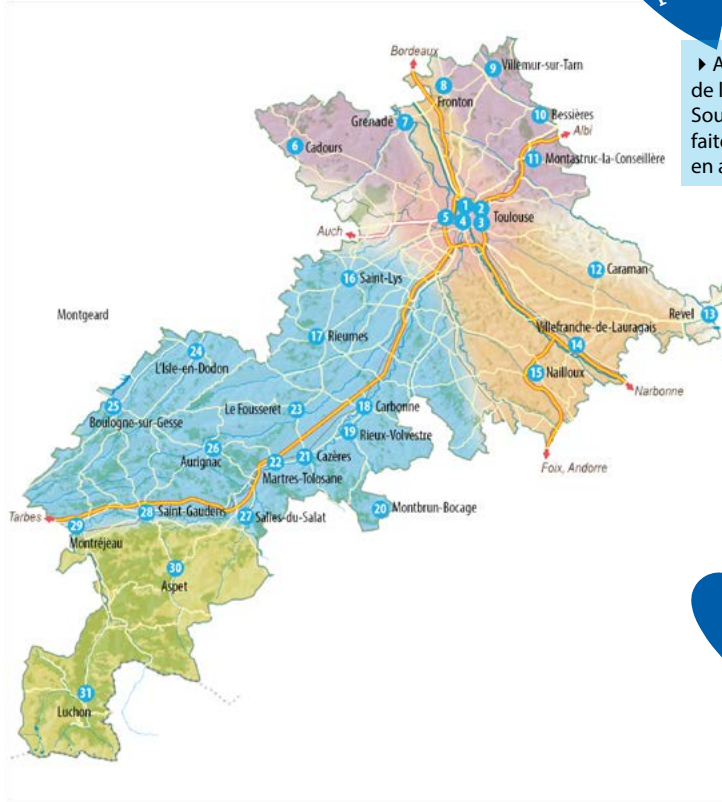 Bordeaux
9 Villemur-sur-Tarn
8
Fronton
▸ A
de l
Sou
faite
en a
Grenade 7
10 Bessières
Albi
6 Cadours
11 Montastruc-la-Conseillère
1 2
5 4 3 Toulouse
Auch
16 Saint-Lys
12 Caraman
Montgeard
Revel 13
17 Rieumes
Villefranche-de-Lauragais
14
24
L'Isle-en-Dodon
15 Nailloux
Narbonne
25
Boulogne-sur-Gesse
Le Fousseret 23
18 Carbonne
19 Rieux-Volvestre
26
Aurignac
22
21 Cazères
Martres-Tolosane
Foix, Andorre
Tarbes
28 Saint-Gaudens
27 Salies-du-Salat
20 Montbrun-Bocage
29
Montréjeau
30
Aspet
31
Luchon